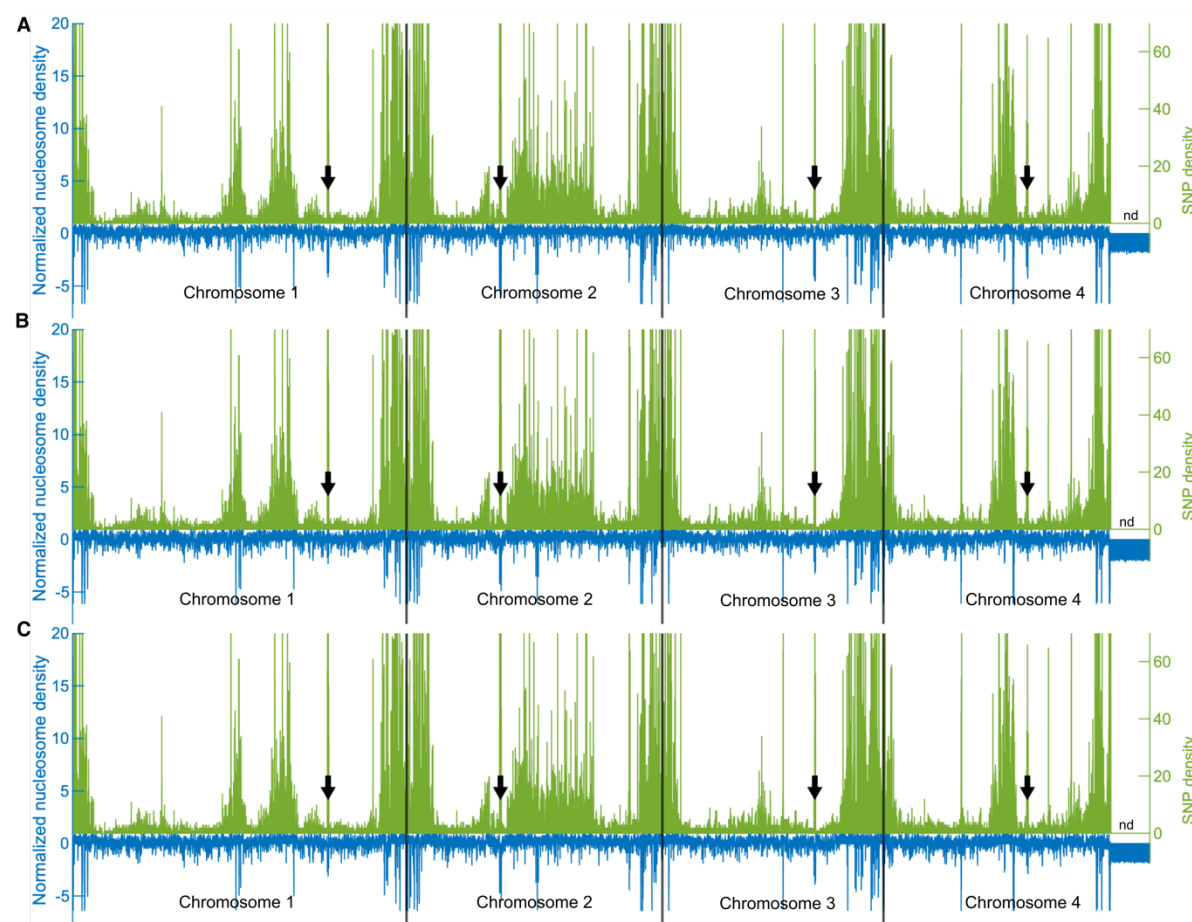 A
Normalized nucleosome density
20
15
10
5
0
-5
Chromosome 1
Chromosome 2
Chromosome 3
Chromosome 4
nd
60
40
20
0
SNP density
B
Normalized nucleosome density
20
15
10
5
0
-5
Chromosome 1
Chromosome 2
Chromosome 3
Chromosome 4
nd
60
40
20
0
SNP density
C
Normalized nucleosome density
20
15
10
5
0
-5
Chromosome 1
Chromosome 2
Chromosome 3
Chromosome 4
nd
60
40
20
0
SNP density